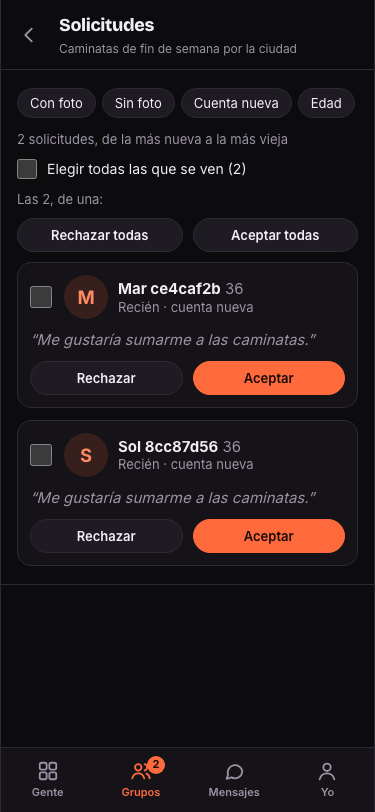 Solicitudes
Caminatas de fin de semana por la ciudad
Con foto
Sin foto
Cuenta nueva
Edad
2 solicitudes, de la más nueva a la más vieja
Elegir todas las que se ven (2)
Las 2, de una:
Rechazar todas
Aceptar todas
M
Mar ce4caf2b 36
Recién · cuenta nueva
“Me gustaría sumarme a las caminatas.”
Rechazar
Aceptar
S
Sol 8cc87d56 36
Recién · cuenta nueva
“Me gustaría sumarme a las caminatas.”
Rechazar
Aceptar
2
Gente
Grupos
Mensajes
Yo